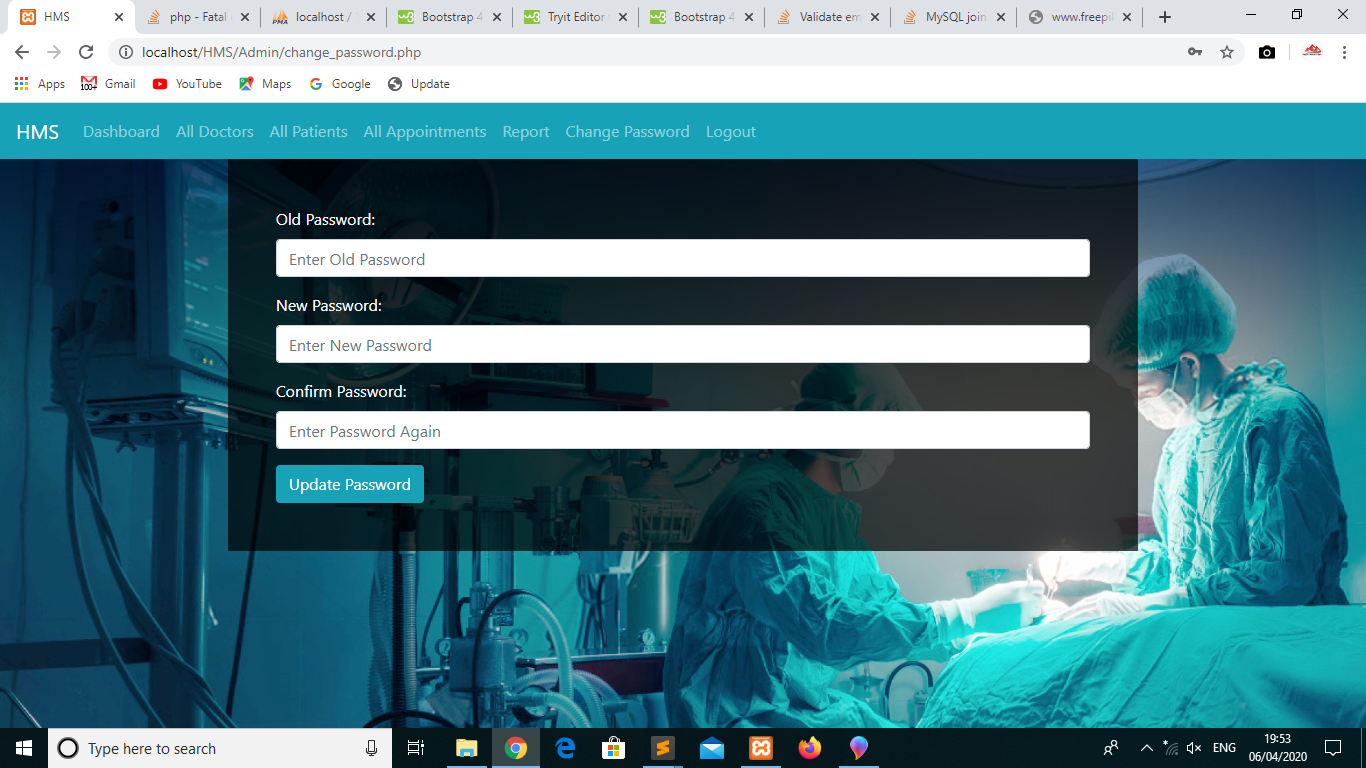 HMS
php - Fatal
localhost /
Bootstrap 4
Tryit Editor
Bootstrap 4
Validate em
MySQL join
www.freepi
localhost/HMS/Admin/change_password.php
Apps Gmail YouTube Maps Google Update
HMS Dashboard All Doctors All Patients All Appointments Report Change Password Logout
Old Password:
Enter Old Password
New Password:
Enter New Password
Confirm Password:
Enter Password Again
Update Password
Type here to search
ENG
19:53
06/04/2020